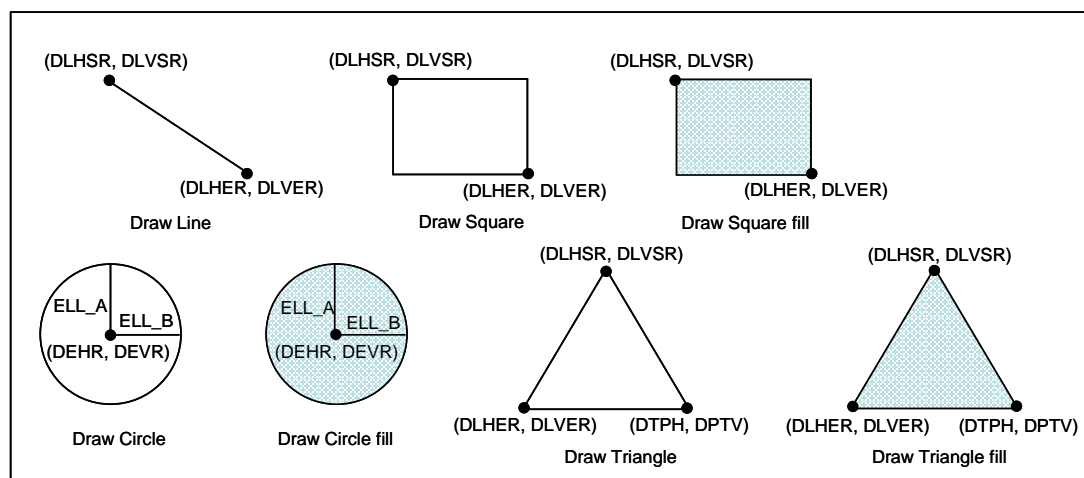 (DLHSR, DLVSR)
(DLHER, DLVER)
Draw Line
(DLHSR, DLVSR)
(DLHER, DLVER)
Draw Square
(DLHSR, DLVSR)
(DLHER, DLVER)
Draw Square fill
ELL_A
ELL_B
(DEHR, DEVR)
Draw Circle
ELL_A
ELL_B
(DEHR, DEVR)
Draw Circle fill
(DLHSR, DLVSR)
(DLHER, DLVER)
(DTPH, DPTV)
Draw Triangle
(DLHSR, DLVSR)
(DLHER, DLVER)
(DTPH, DPTV)
Draw Triangle fill